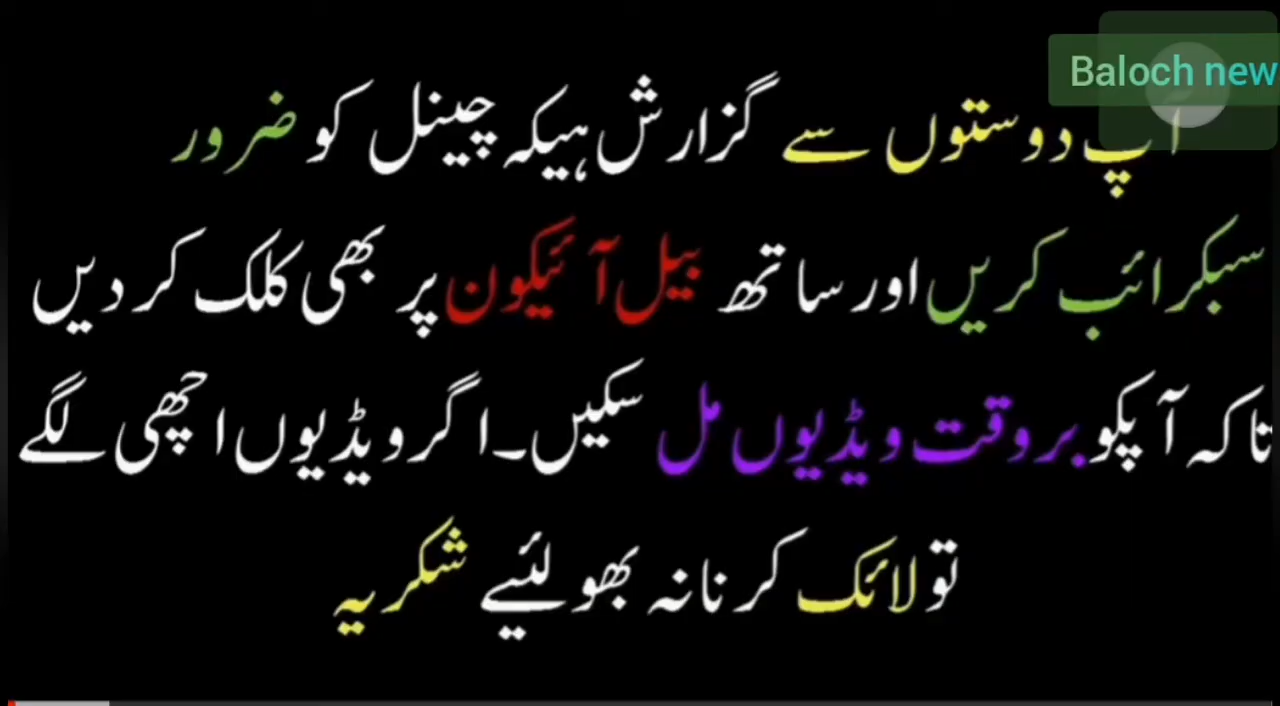 Baloch new
آپ دوستوں سے گزارش ہیکہ چینل کو ضرور
سبکرائب کریں اور ساتھ بیل آئیکون پر بھی کلک کر دیں
تاکہ آپکو بروقت ویڈیوں مل سکیں۔ اگر ویڈیوں اچھی لگے
تو لائک کرنا نہ بھولئیے شکریہ